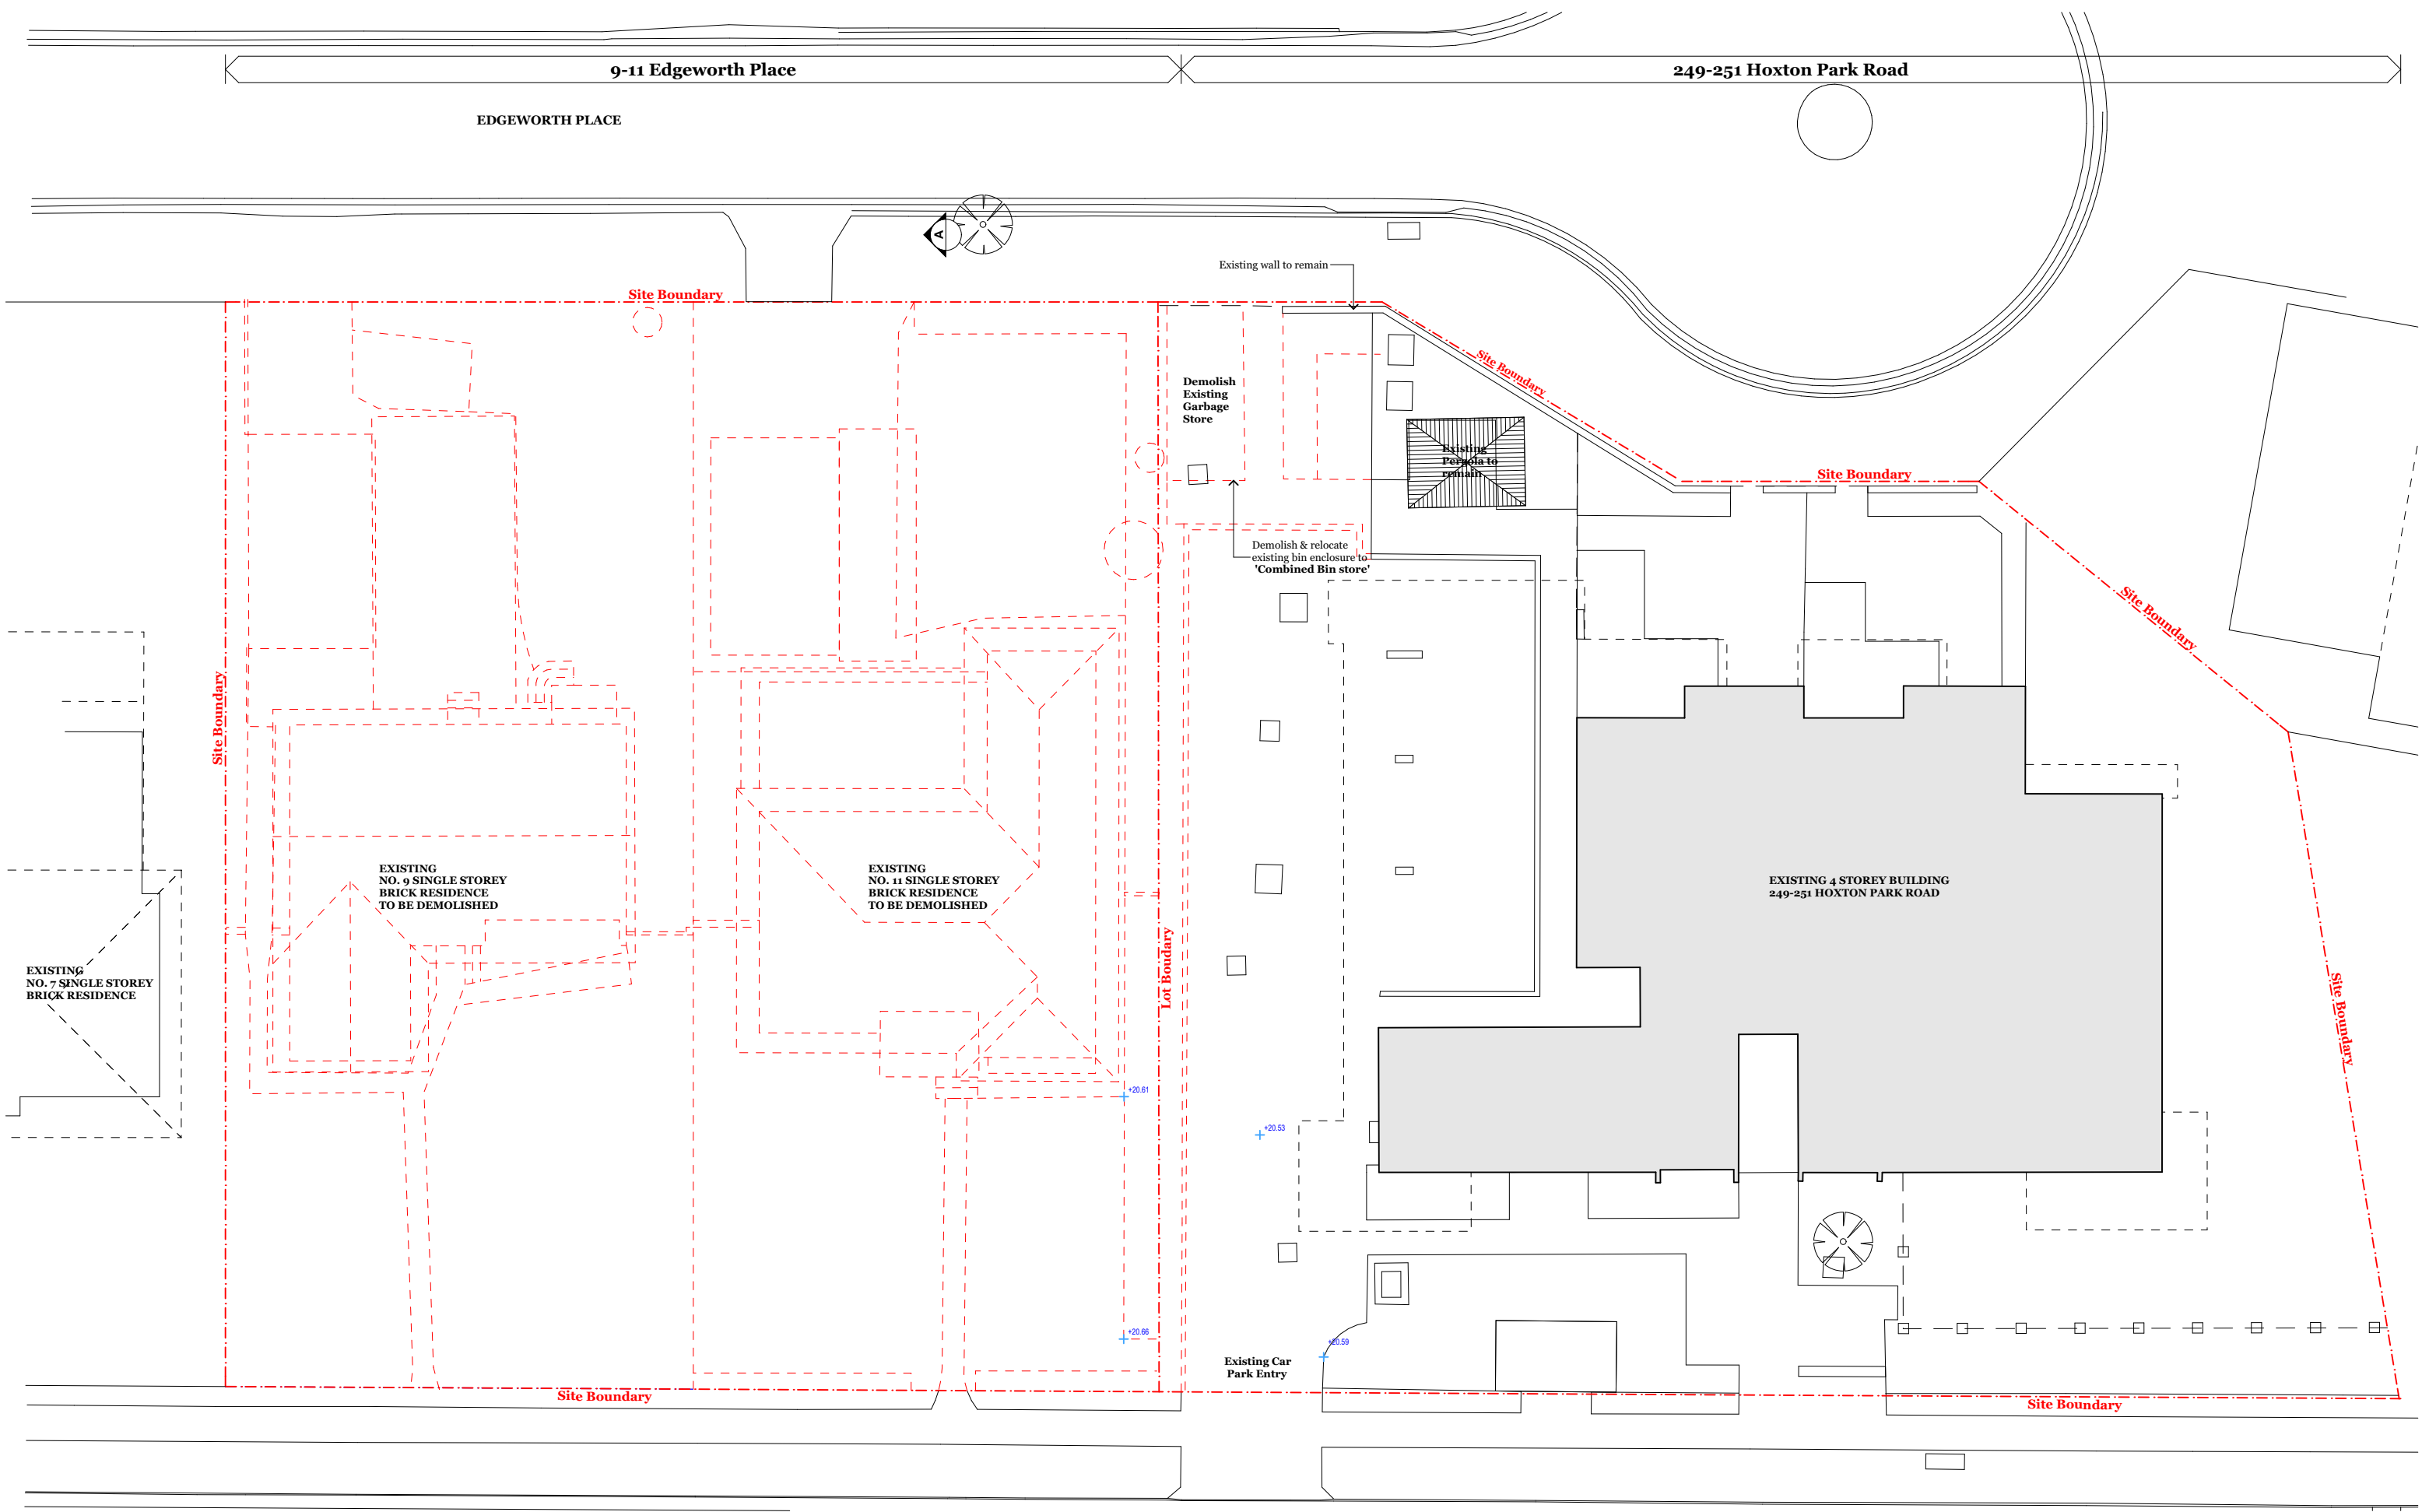 9-11 Edgeworth Place
249-251 Hoxton Park Road
EDGEWORTH PLACE
A
Existing wall to remain
Site Boundary
Site Boundary
Demolish
Existing
Garbage
Store
Existing
Pergola to
remain
Site Boundary
Demolish & relocate
existing bin enclosure to
'Combined Bin store'
Site Boundary
Site Boundary
EXISTING
NO. 9 SINGLE STOREY
BRICK RESIDENCE
TO BE DEMOLISHED
EXISTING
NO. 11 SINGLE STOREY
BRICK RESIDENCE
TO BE DEMOLISHED
EXISTING 4 STOREY BUILDING
249-251 HOXTON PARK ROAD
EXISTING
NO. 7 SINGLE STOREY
BRICK RESIDENCE
Lot Boudary
Site Boundary
+20.61
+20.53
+20.66
+20.59
Existing Car
Park Entry
Site Boundary
Site Boundary